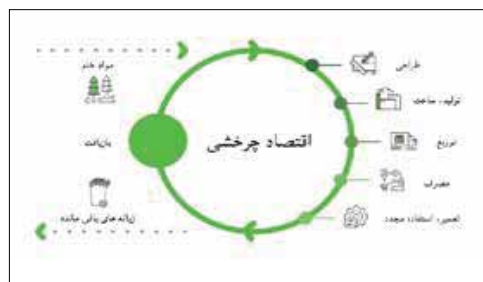 مواد خام
طراحی
تولید، ساخت
اقتصاد چرخشی
بازیافت
توزیع
مصرف
زباله های باقی مانده
تعمیر، استفاده مجدد